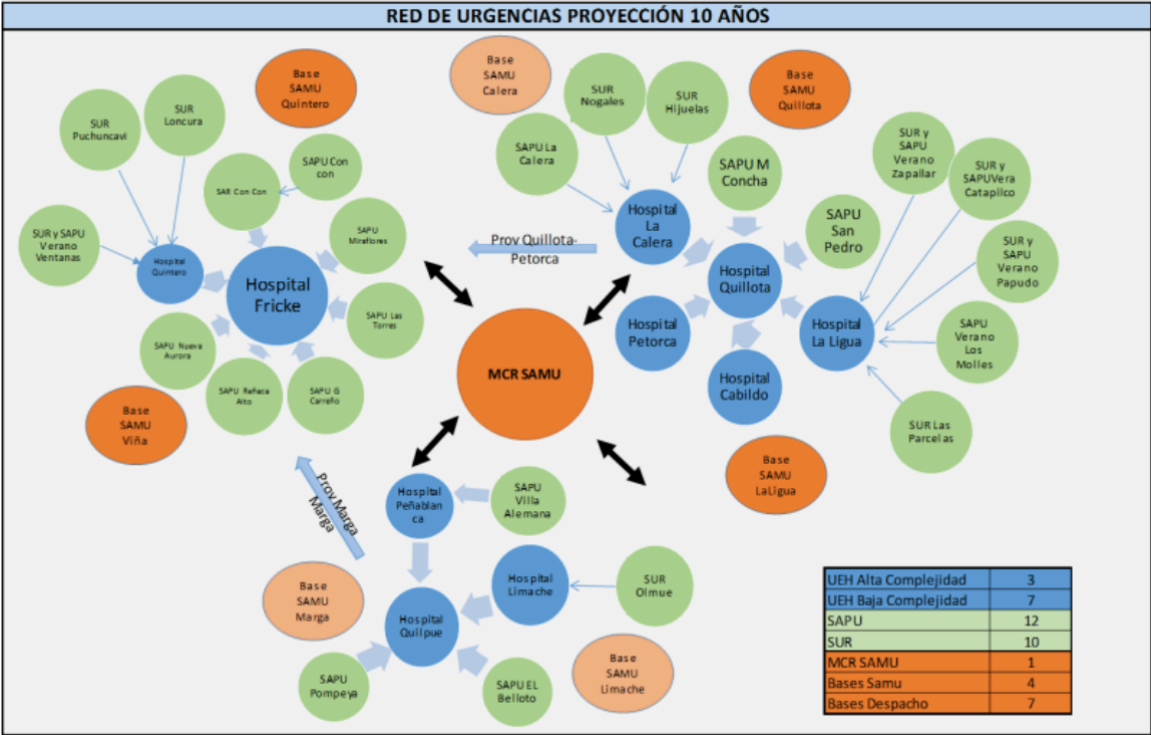 RED DE URGENCIAS PROYECCIÓN 10 AÑOS
Base
SAMU
Quintero
SUR
Puchuncavi
SUR
Loncura
SAPU Con
con
SAR Con Con
SUR y SAPU
Verano
Ventanas
SAPU
Miraflores
Hospital
Quintero
Hospital
Fricke
SAPU Las
Torres
SAPU Nueva
Aurora
SAPU Reñaca
Alto
SAPU G
Carreño
Base
SAMU
Viña
Base
SAMU
Calera
SUR
Nogales
SUR
Hijuelas
Base
SAMU
Quillota
SAPU La
Calera
SAPU M
Concha
SUR y
SAPU
Verano
Zapallar
SUR y
SAPUVera
Catapilco
Hospital
La
Calera
SAPU
San
Pedro
SUR y
SAPU
Verano
Papudo
Prov Quillota-
Petorca
Hospital
Quillota
Hospital
Petorca
Hospital
La Ligua
SAPU
Verano
Los
Molles
MCR SAMU
Hospital
Cabildo
SUR Las
Parcelas
Base
SAMU
LaLigua
Prov Marga
Marga
Hospital
Peñablan
ca
SAPU
Villa
Alemana
Base
SAMU
Marga
Hospital
Limache
SUR
Olmue
Hospital
Quilpue
SAPU
Pompeya
SAPU EL
Belloto
Base
SAMU
Limache
UEH Alta Complejidad 3
UEH Baja Complejidad 7
SAPU 12
SUR 10
MCR SAMU 1
Bases Samu 4
Bases Despacho 7